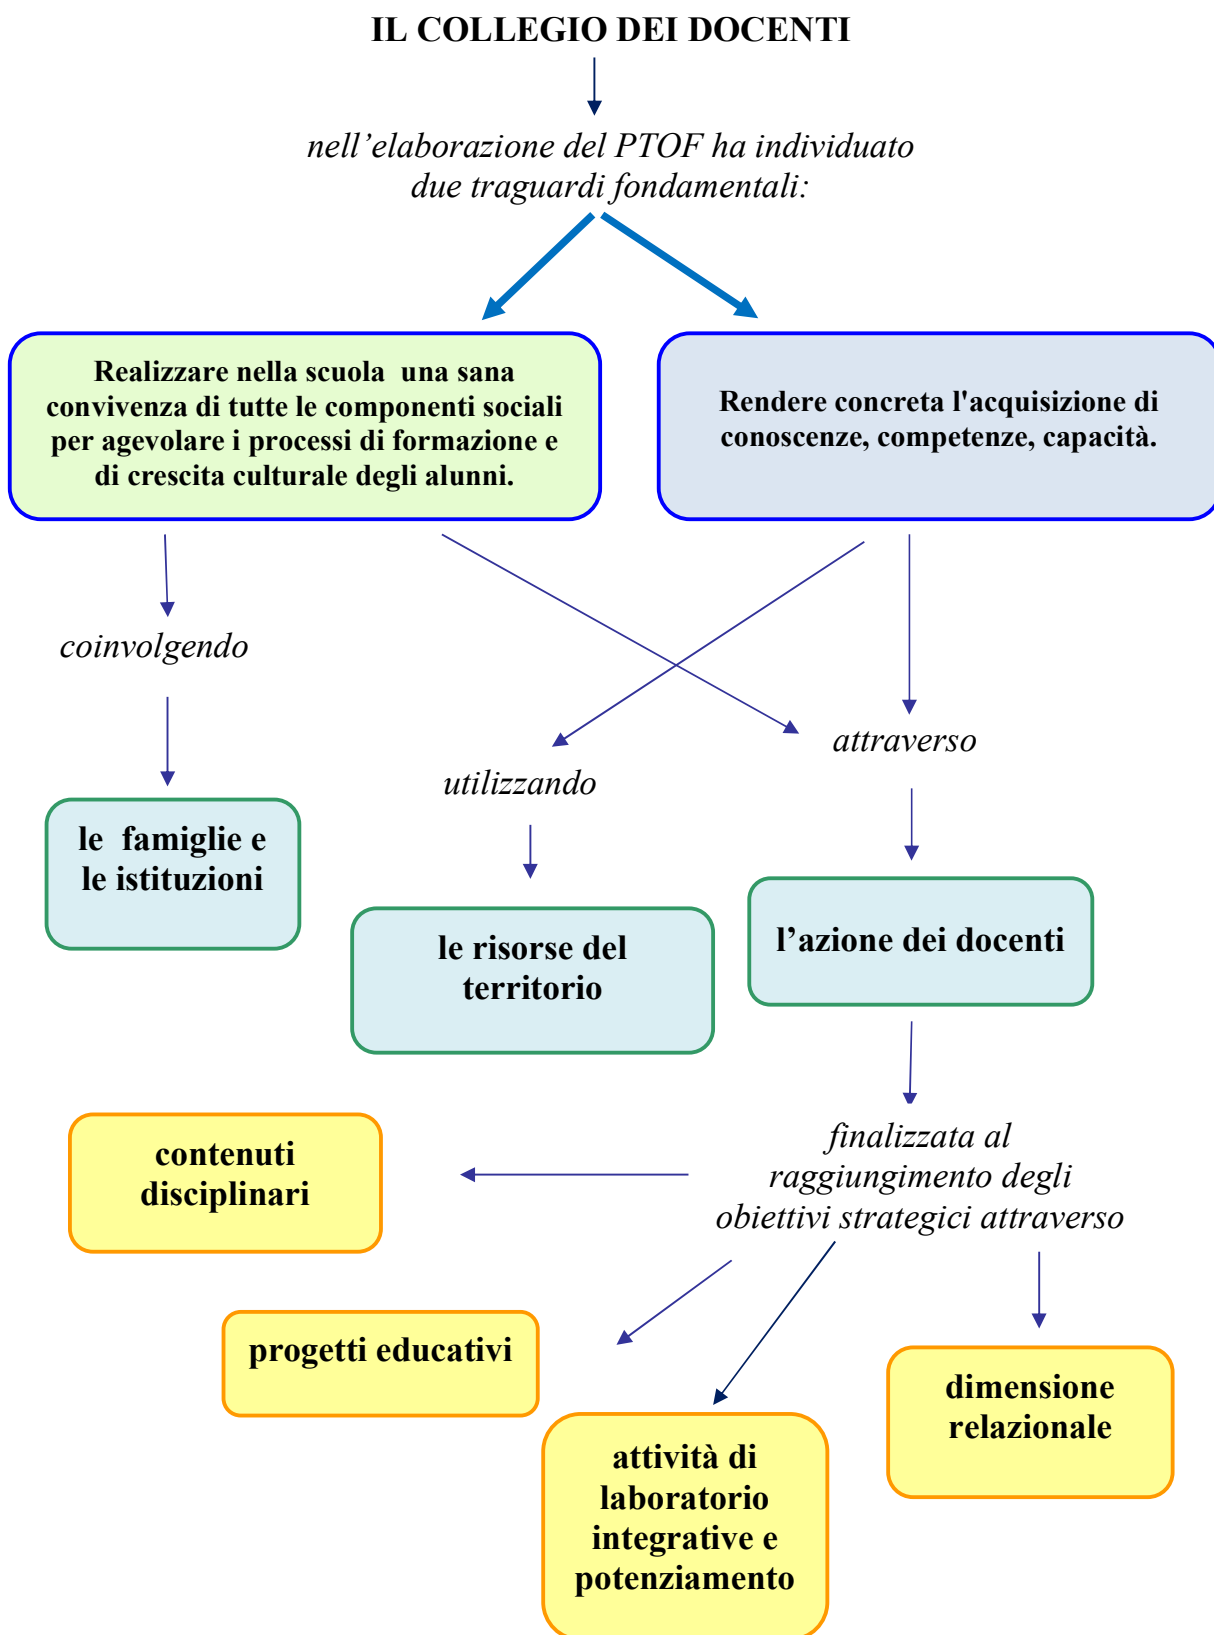 IL COLLEGIO DEI DOCENTI
nell’elaborazione del PTOF ha individuato
due traguardi fondamentali:
Realizzare nella scuola una sana
convivenza di tutte le componenti sociali
per agevolare i processi di formazione e
di crescita culturale degli alunni.
Rendere concreta l'acquisizione di
conoscenze, competenze, capacità.
coinvolgendo
attraverso
utilizzando
le famiglie e
le istituzioni
le risorse del
territorio
l’azione dei docenti
finalizzata al
raggiungimento degli
obiettivi strategici attraverso
contenuti
disciplinari
progetti educativi
dimensione
relazionale
attività di
laboratorio
integrative e
potenziamento